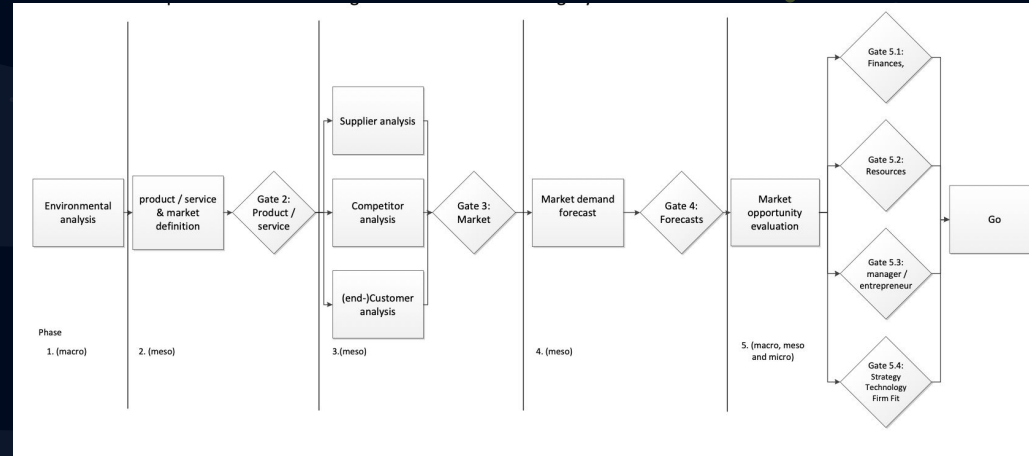 Environmental
analysis
product / service
& market
definition
Gate 2:
Product /
service
Supplier analysis
Competitor
analysis
(end-)Customer
analysis
Gate 3:
Market
Market demand
forecast
Gate 4:
Forecasts
Market
opportunity
evaluation
Gate 5.1:
Finances,
Gate 5.2:
Resources
Gate 5.3:
manager /
entrepreneur
Gate 5.4:
Strategy
Technology
Firm Fit
Go
Phase
1. (macro)
2. (meso)
3.(meso)
4. (meso)
5. (macro, meso
and micro)